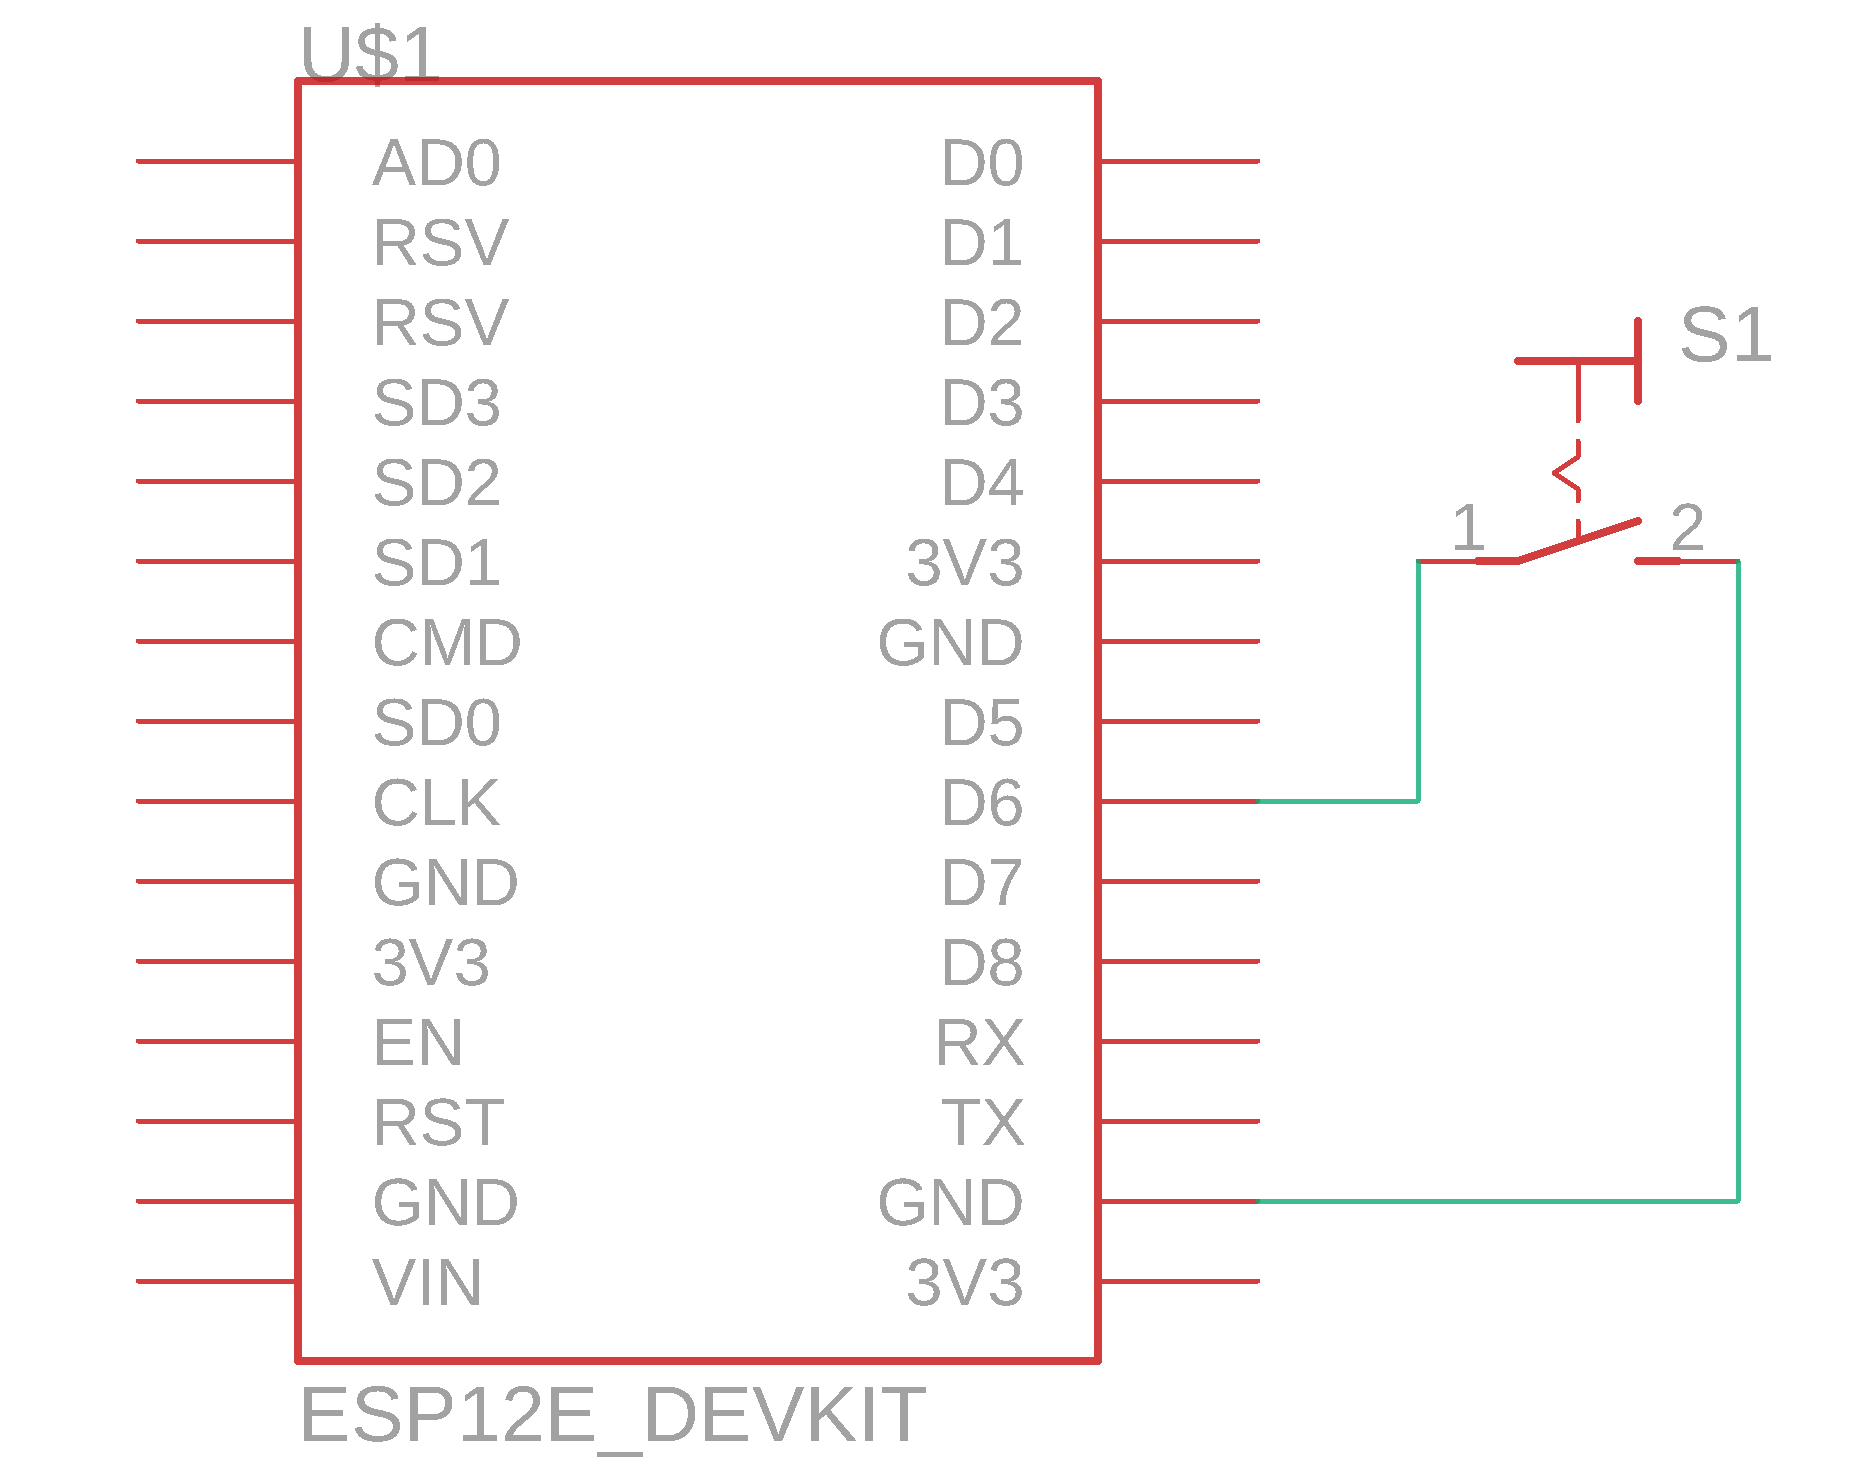 U$1
AD0 D0
RSV D1
RSV D2
SD3 D3
SD2 D4
SD1 3V3
CMD GND
SD0 D5
CLK D6
GND D7
3V3 D8
EN RX
RST TX
GND GND
VIN 3V3
ESP12E_DEVKIT
S1
1 2